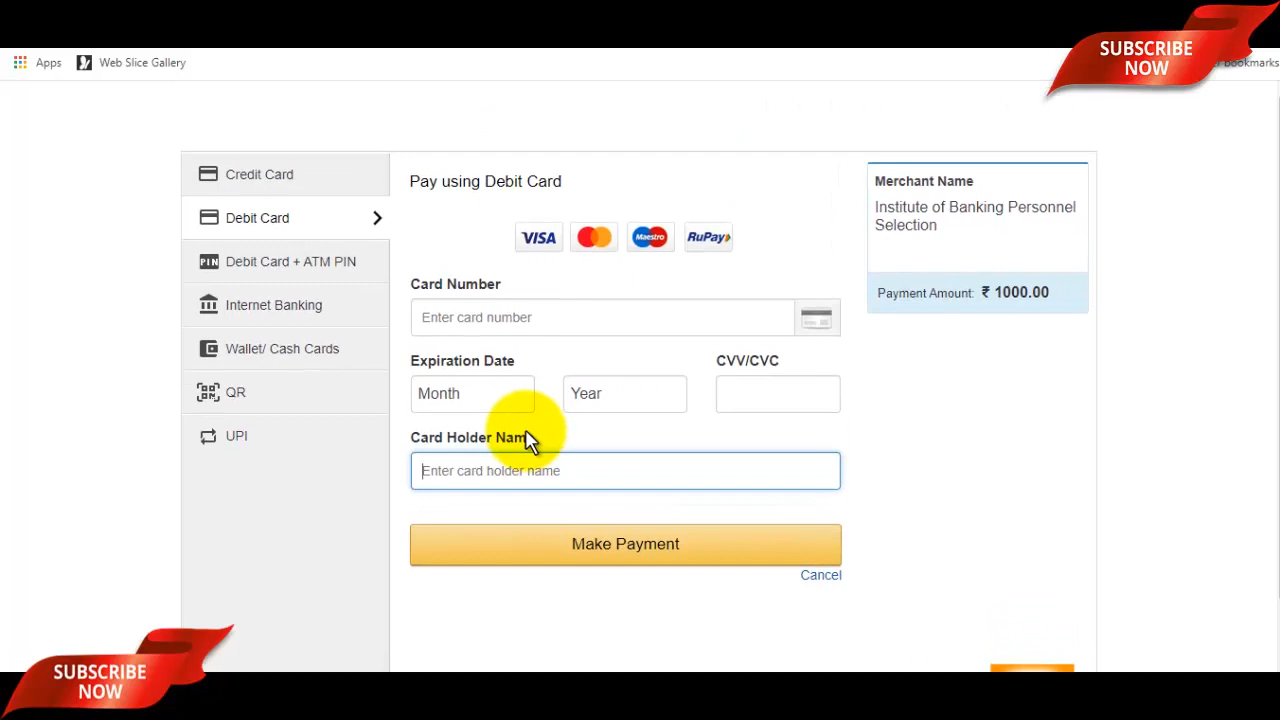 SUBSCRIBE
NOW
Apps
Web Slice Gallery
bookmarks
Credit Card
Debit Card
PIN
Debit Card + ATM PIN
Internet Banking
Wallet/ Cash Cards
QR
UPI
Pay using Debit Card
VISA
Maestro
RuPay
Card Number
Enter card number
Expiration Date
CVV/CVC
Month
Year
Card Holder Nam
Enter card holder name
Make Payment
Cancel
Merchant Name
Institute of Banking Personnel
Selection
Payment Amount: ₹ 1000.00
SUBSCRIBE
NOW